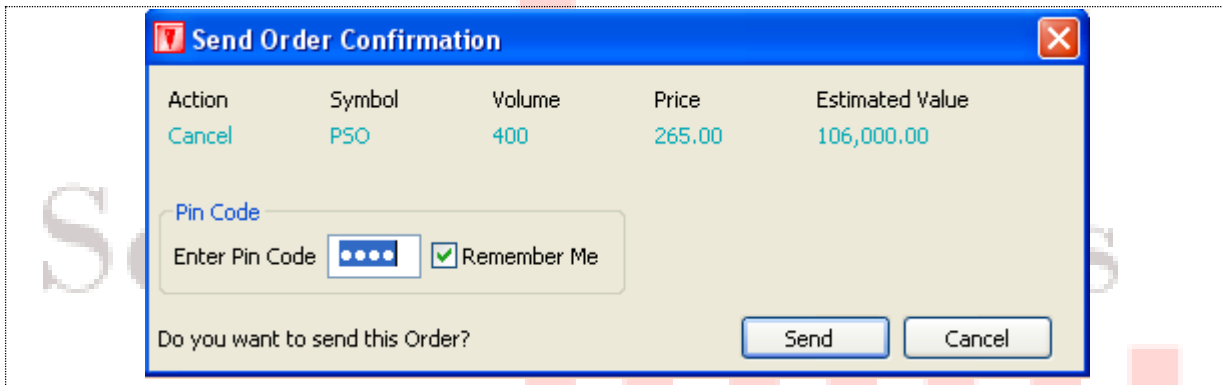 Send Order Confirmation
Action Symbol Volume Price Estimated Value
Cancel PSO 400 265.00 106,000.00
Pin Code
Enter Pin Code •••• Remember Me
Do you want to send this Order? Send Cancel